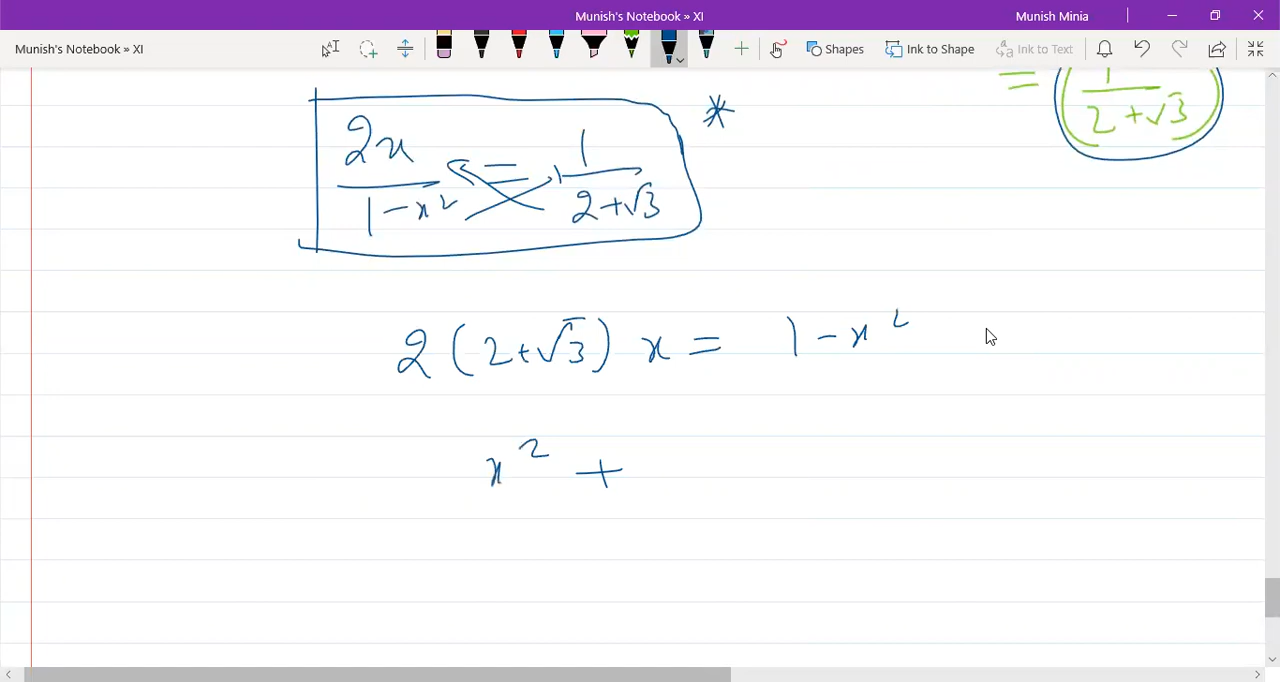 Munish's Notebook » XI
Munish Minia
Munish's Notebook » XI
Shapes
Ink to Shape
Ink to Text
= 1/(2+√3)
2x/(1-x²) = 1/(2+√3) *
2(2+√3)x = 1-x²
x² +